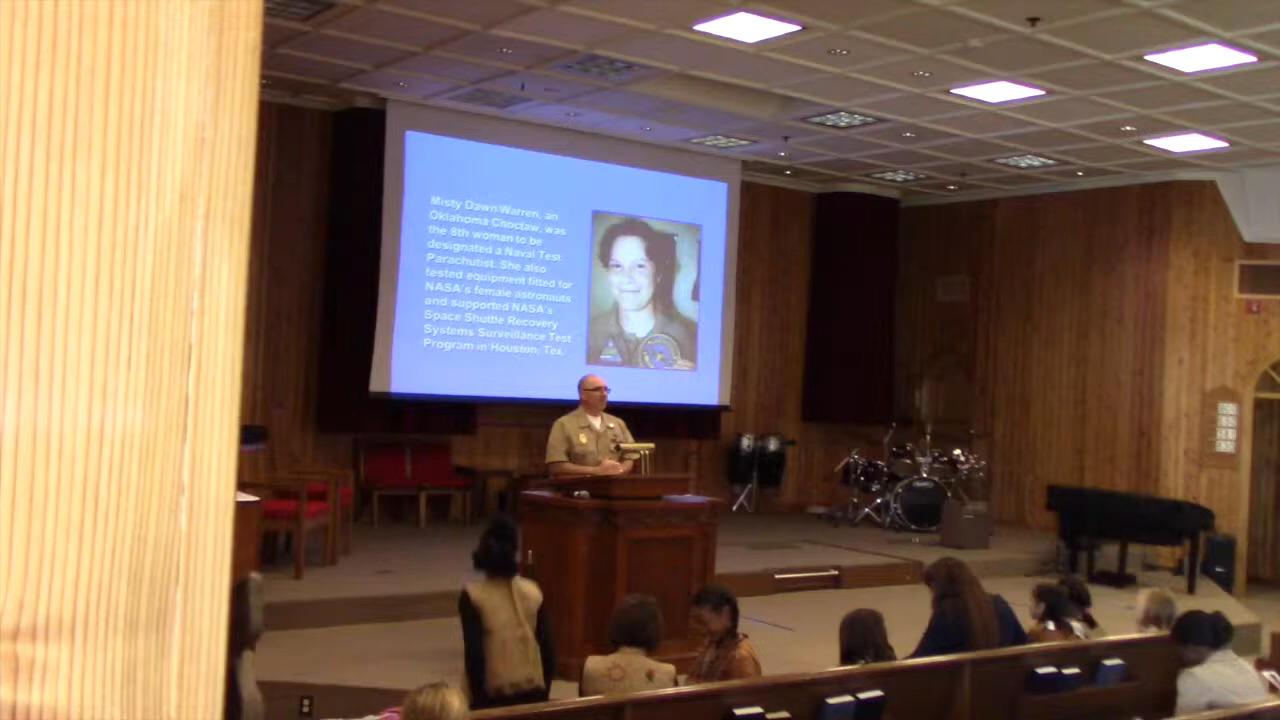 Misty Dawn Warren, an
Oklahoma Choctaw, was
the 8th woman to be
designated a Naval Test
Parachutist. She also
tested equipment fitted for
NASA's female astronauts
and supported NASA's
Space Shuttle Recovery
Systems Surveillance Test
Program in Houston, Tex.